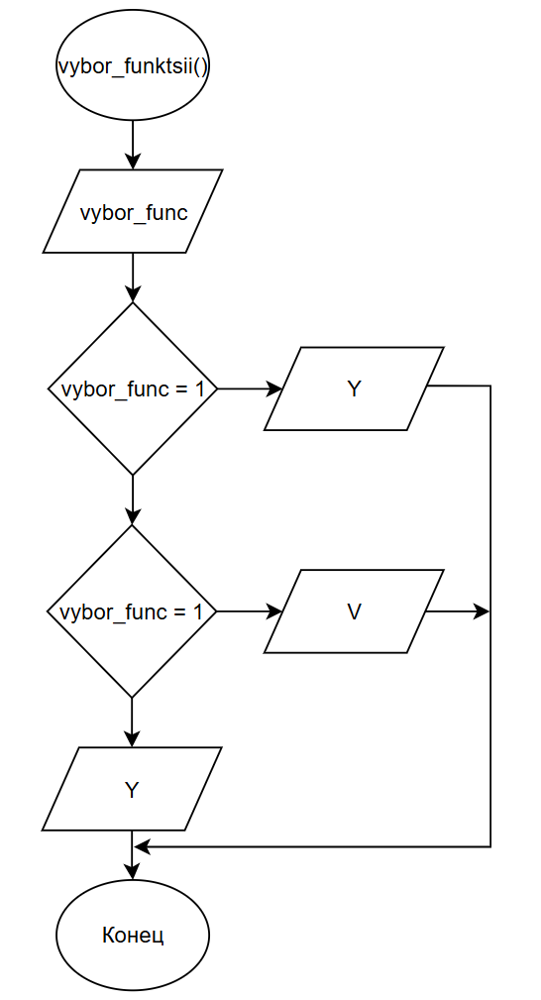 vybor_funktsii()
vybor_func
vybor_func = 1
Y
vybor_func = 1
V
Y
Конец